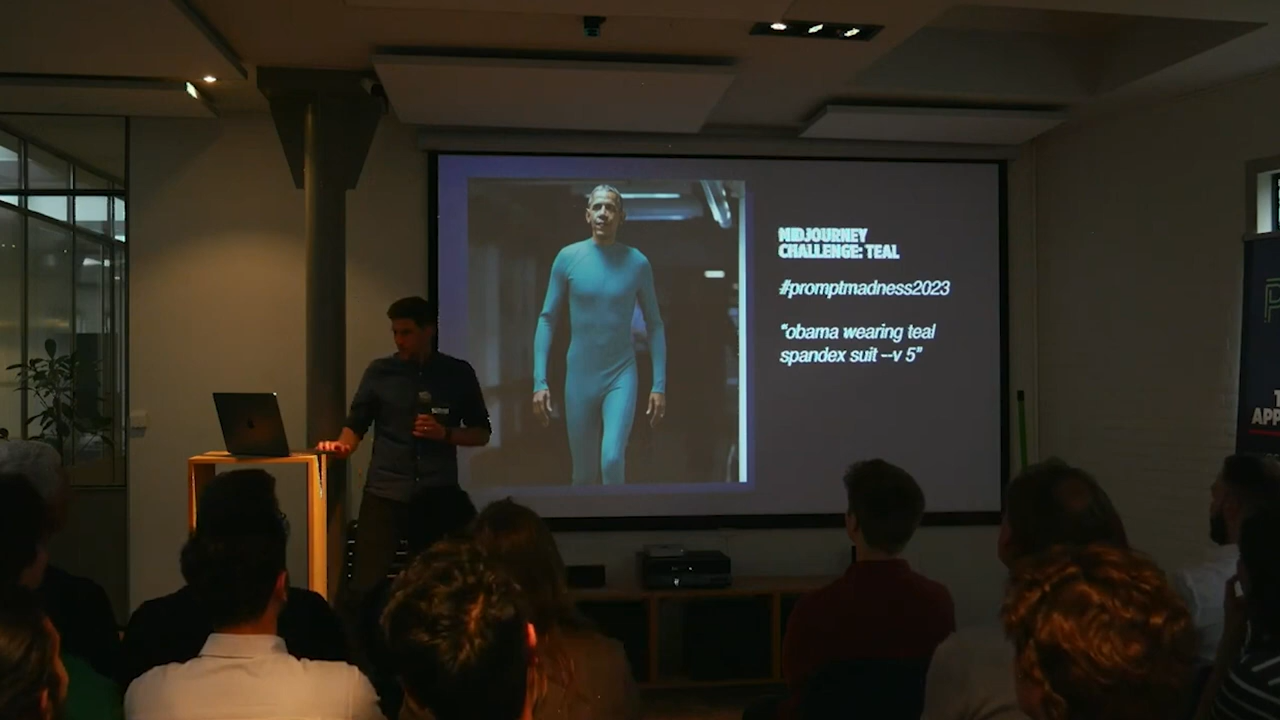 MIDJOURNEY
CHALLENGE: TEAL
#promptmadness2023
“obama wearing teal
spandex suit --v 5”